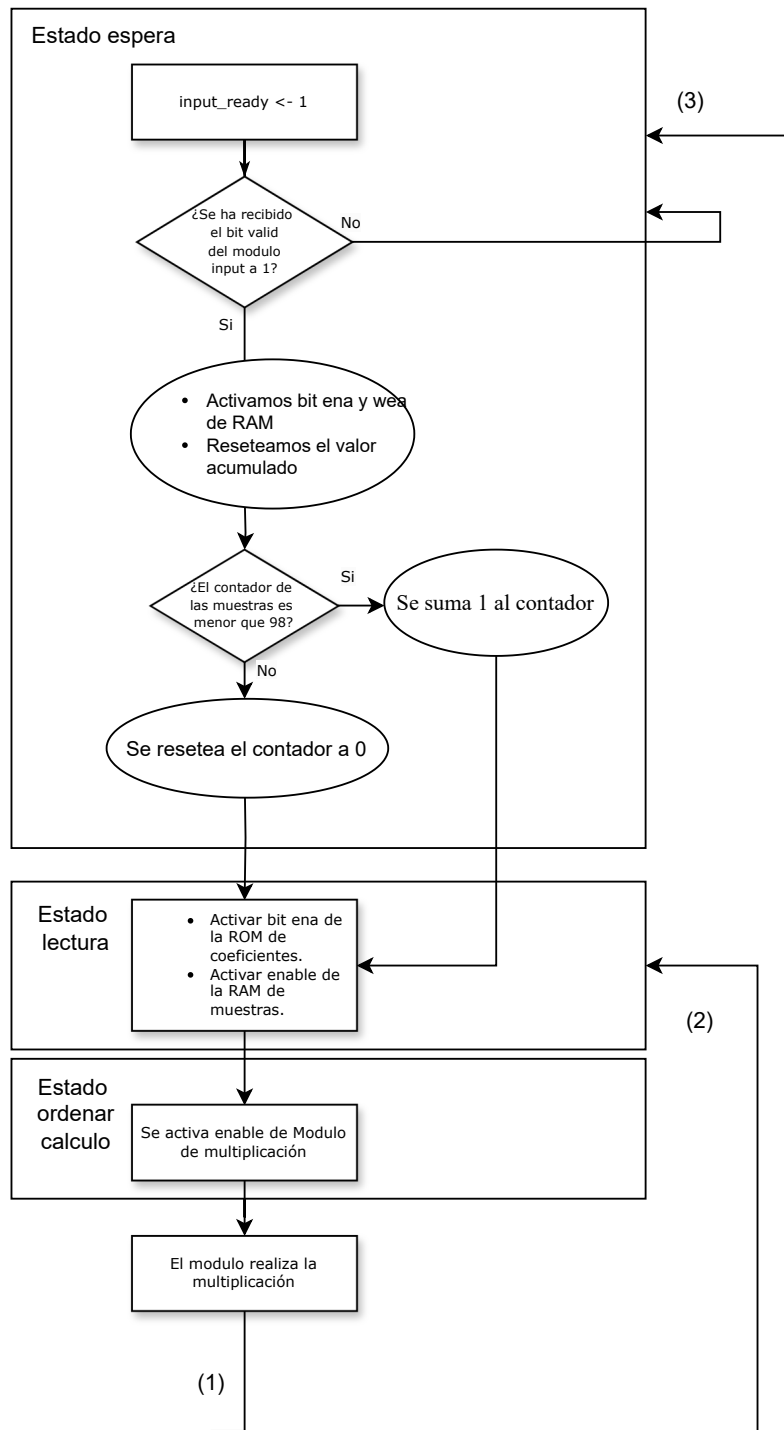 Estado espera
input_ready <- 1
(3)
¿Se ha recibido
el bit valid
del modulo
input a 1?
No
Si
• Activamos bit ena y wea
de RAM
• Reseteamos el valor
acumulado
¿El contador de
las muestras es
menor que 98?
Si
Se suma 1 al contador
No
Se resetea el contador a 0
Estado
lectura
• Activar bit ena de
la ROM de
coeficientes.
• Activar enable de
la RAM de
muestras.
(2)
Estado
ordenar
calculo
Se activa enable de Modulo
de multiplicación
El modulo realiza la
multiplicación
(1)